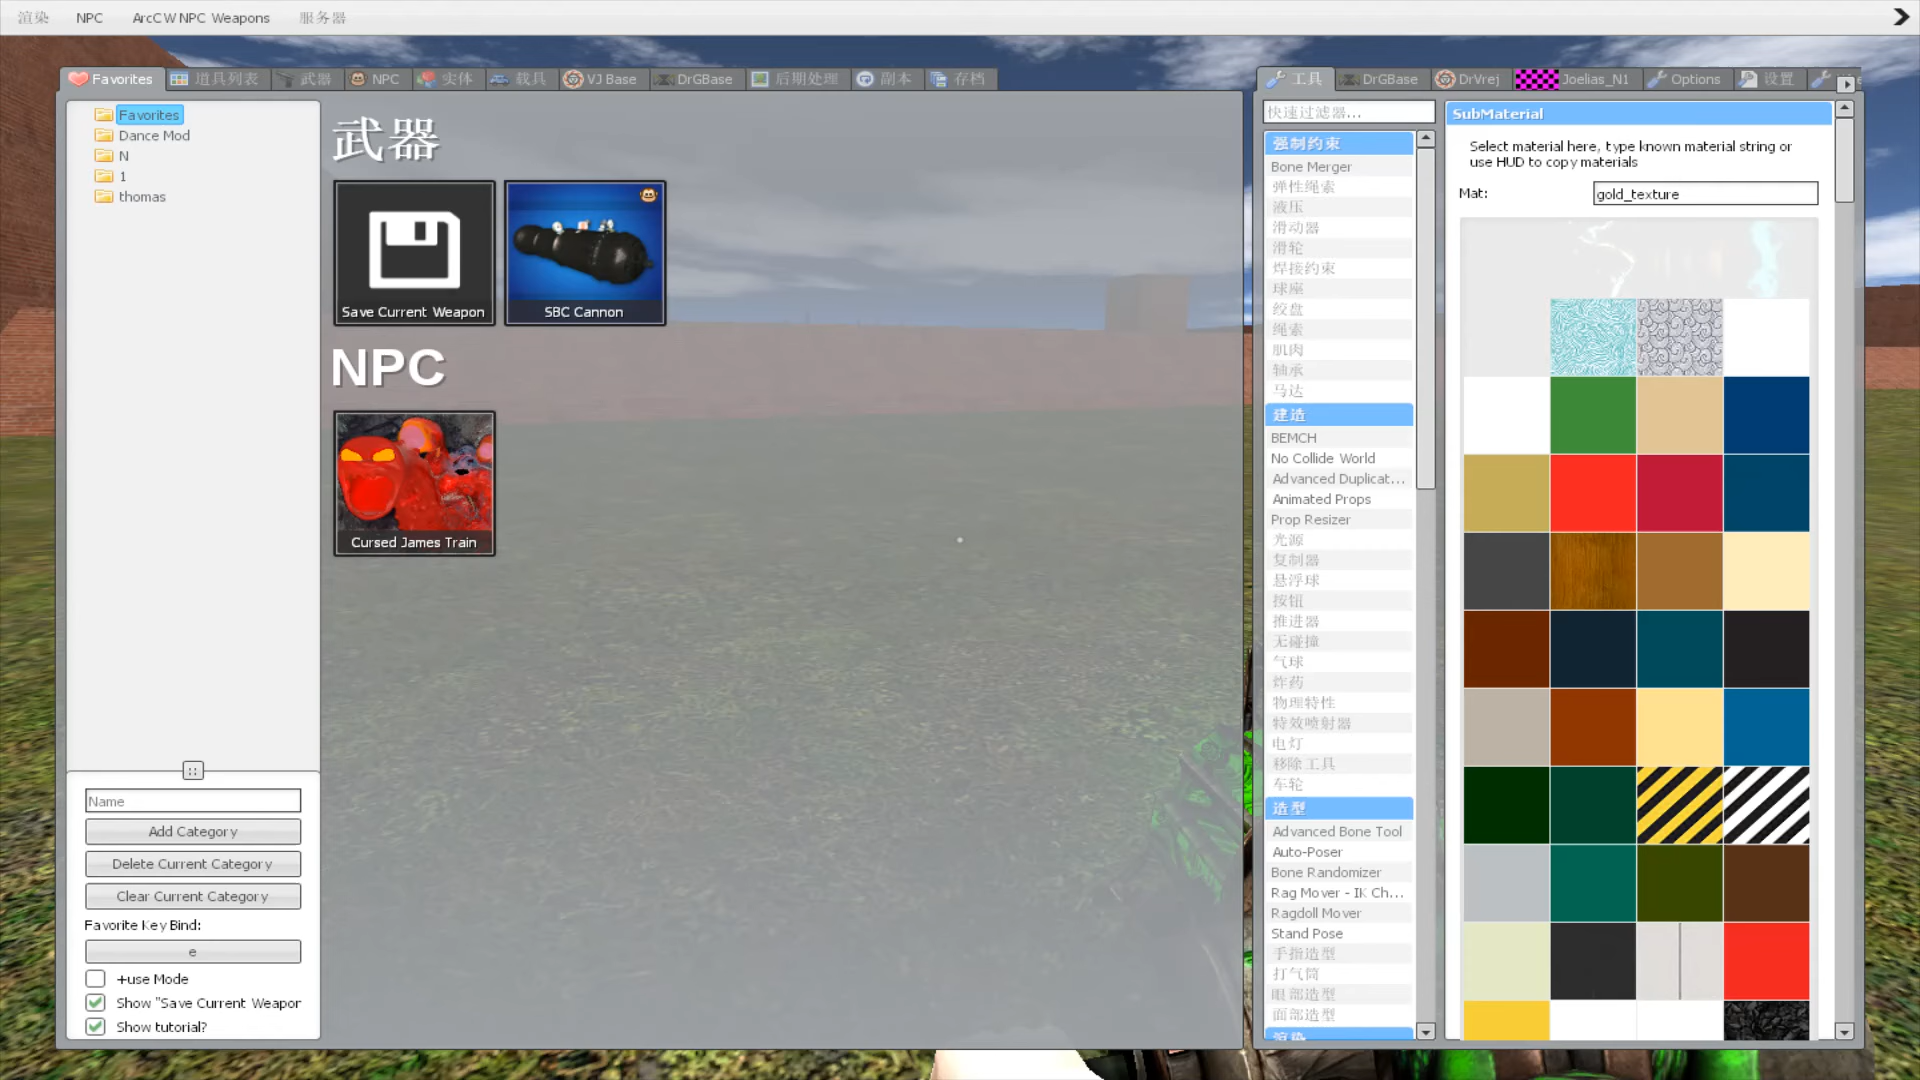 渲染 NPC ArcCW NPC Weapons 服务器
Favorites 道具列表 武器 NPC 实体 载具 VJ Base DrGBase 后期处理 副本 存档
工具 DrGBase DrVrej Joelias_N1 Options 设置
Favorites
Dance Mod
N
1
thomas
武器
Save Current Weapon
SBC Cannon
NPC
Cursed James Train
Name
Add Category
Delete Current Category
Clear Current Category
Favorite Key Bind:
e
+use Mode
Show "Save Current Weapon
Show tutorial?
快速过滤器...
强制约束
Bone Merger
弹性绳索
液压
滑动器
滑轮
焊接约束
球座
绞盘
绳索
肌肉
轴承
马达
建造
BEMCH
No Collide World
Advanced Duplicat...
Animated Props
Prop Resizer
光源
复制器
悬浮球
按钮
推进器
无碰撞
气球
炸药
物理特性
特效喷射器
电灯
移除工具
车轮
造型
Advanced Bone Tool
Auto-Poser
Bone Randomizer
Rag Mover - IK Ch...
Ragdoll Mover
Stand Pose
手指造型
打气筒
眼部造型
面部造型
渲染
SubMaterial
Select material here, type known material string or
use HUD to copy materials
Mat:
gold_texture